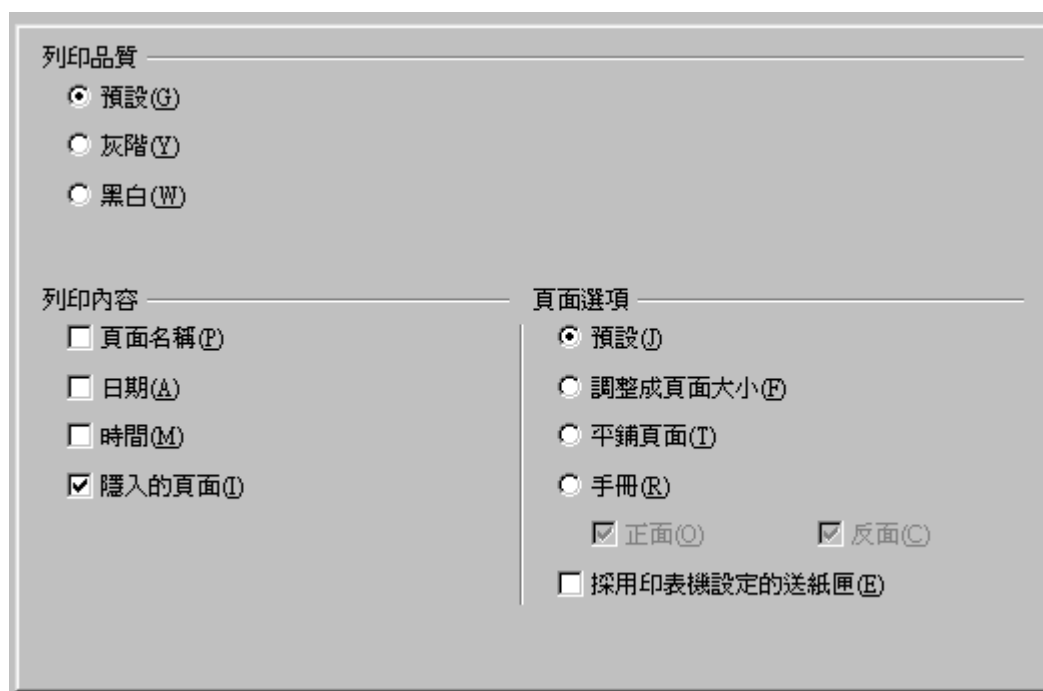 列印品質
預設(G)
灰階(Y)
黑白(W)
列印內容
頁面名稱(P)
日期(A)
時間(M)
隱入的頁面(I)
頁面選項
預設(J)
調整成頁面大小(F)
平鋪頁面(T)
手冊(R)
正面(O) 反面(C)
採用印表機設定的送紙匣(E)